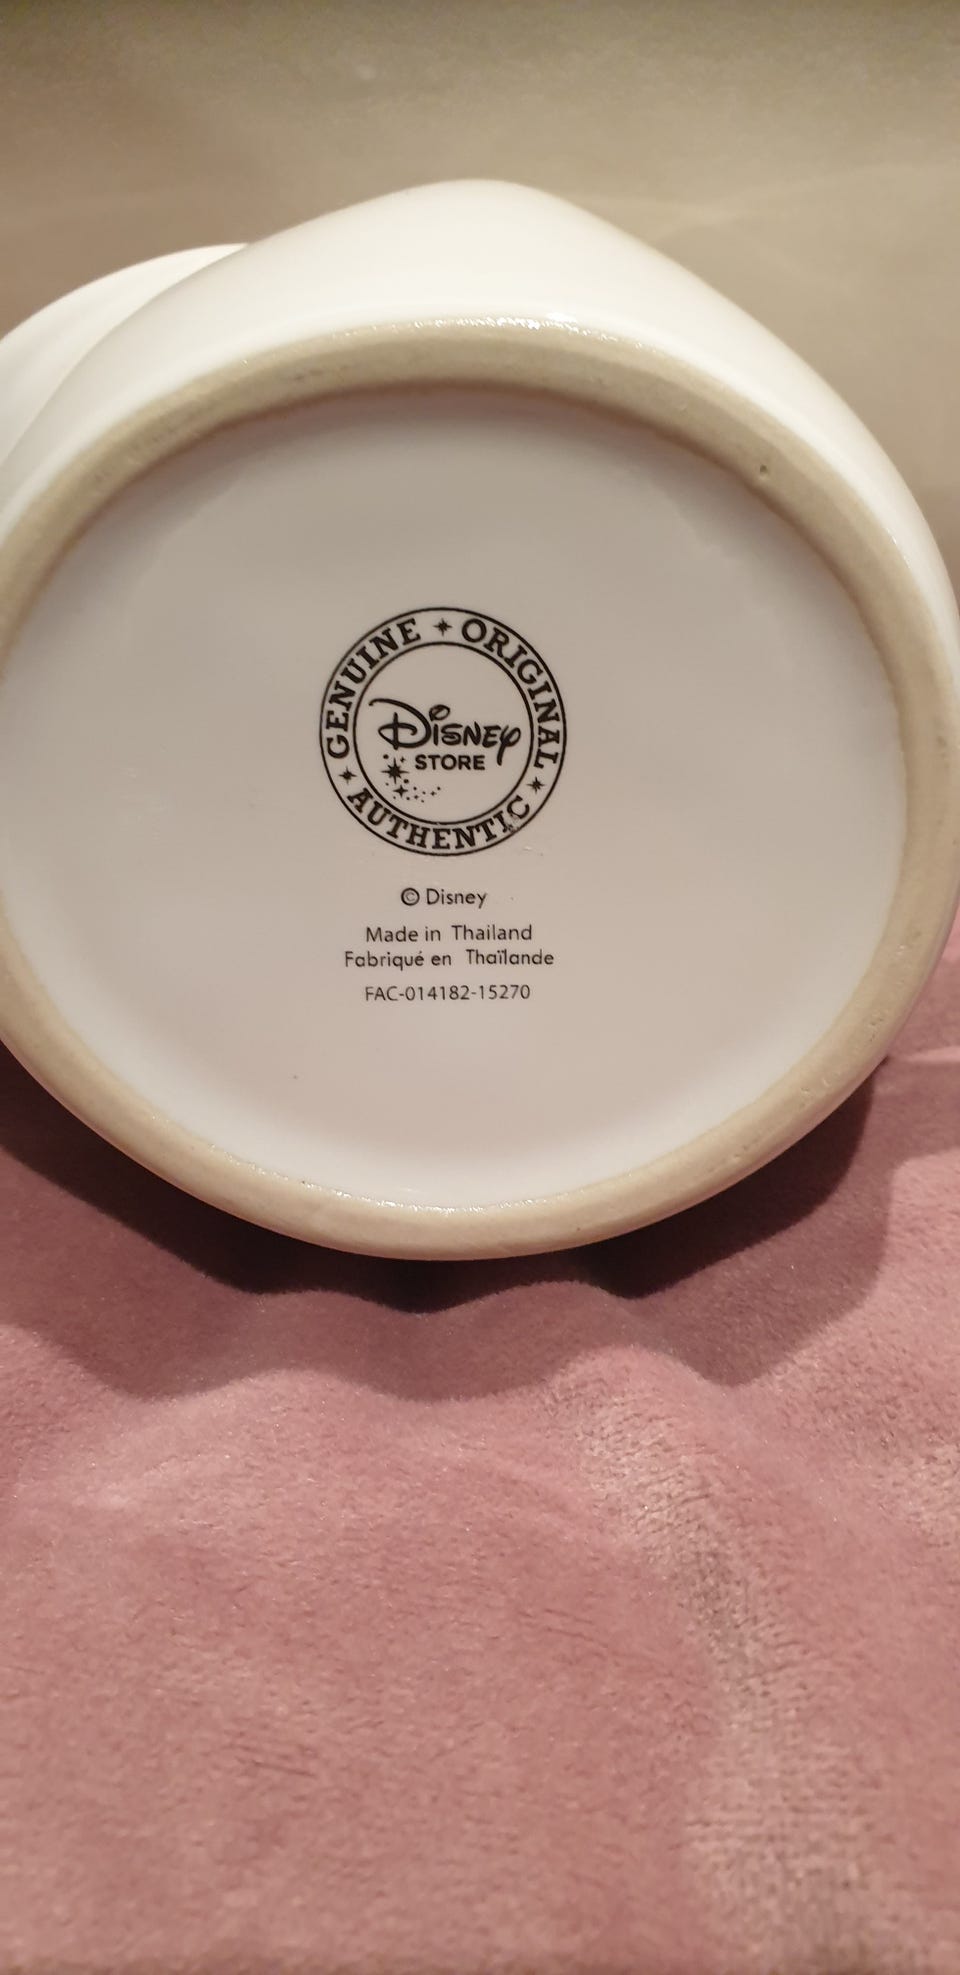 GENUINE ORIGINAL AUTHENTIC
Disney
STORE
© Disney
Made in Thailand
Fabriqué en Thaïlande
FAC-014182-15270